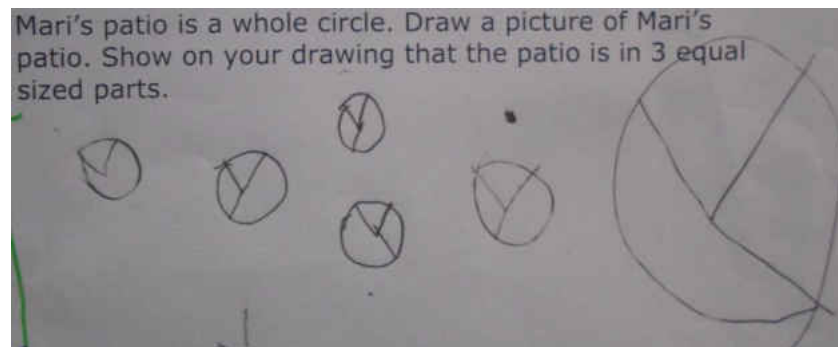 Mari's patio is a whole circle. Draw a picture of Mari's
patio. Show on your drawing that the patio is in 3 equal
sized parts.